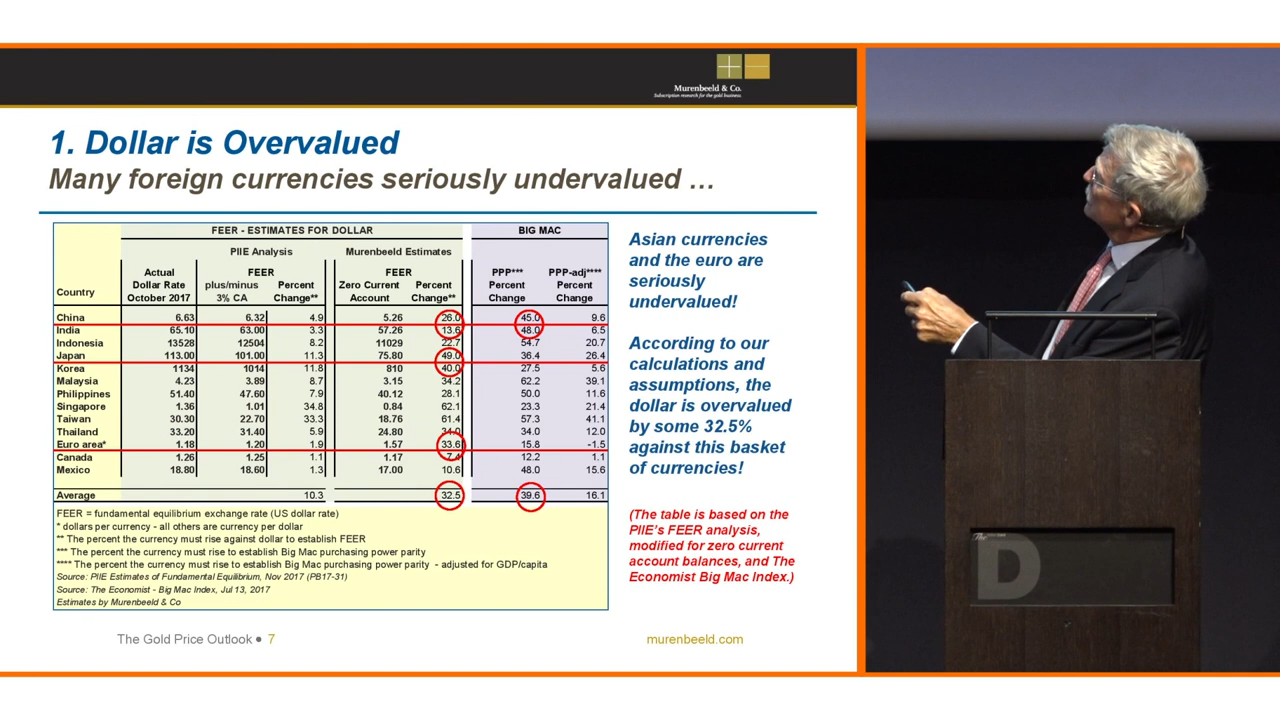 Murenbeeld & Co.
Subscription research for the gold business.
1. Dollar is Overvalued
Many foreign currencies seriously undervalued …
FEER - ESTIMATES FOR DOLLAR BIG MAC
PIIE Analysis Murenbeeld Estimates
Actual FEER FEER PPP*** PPP-adj****
Dollar Rate plus/minus Percent Zero Current Percent Percent Percent
Country October 2017 3% CA Change** Account Change** Change Change
China 6.63 6.32 4.9 5.26 26.0 45.0 9.6
India 65.10 63.00 3.3 57.26 13.6 48.0 6.5
Indonesia 13528 12504 8.2 11029 22.7 54.7 20.7
Japan 113.00 101.00 11.3 75.80 49.0 36.4 26.4
Korea 1134 1014 11.8 810 40.0 27.5 5.6
Malaysia 4.23 3.89 8.7 3.15 34.2 62.2 39.1
Philippines 51.40 47.60 7.9 40.12 28.1 50.0 11.6
Singapore 1.36 1.01 34.8 0.84 62.1 23.3 21.4
Taiwan 30.30 22.70 33.3 18.76 61.4 57.3 41.1
Thailand 33.20 31.40 5.9 24.80 34.0 34.0 12.0
Euro area* 1.18 1.20 1.9 1.57 33.6 15.8 -1.5
Canada 1.26 1.25 1.1 1.17 7.4 12.2 1.1
Mexico 18.80 18.60 1.3 17.00 10.6 48.0 15.6
Average 10.3 32.5 39.6 16.1
FEER = fundamental equilibrium exchange rate (US dollar rate)
* dollars per currency - all others are currency per dollar
** The percent the currency must rise against dollar to establish FEER
*** The percent the currency must rise to establish Big Mac purchasing power parity
**** The percent the currency must rise to establish Big Mac purchasing power parity - adjusted for GDP/capita
Source: PIIE Estimates of Fundamental Equilibrium, Nov 2017 (PB17-31)
Source: The Economist - Big Mac Index, Jul 13, 2017
Estimates by Murenbeeld & Co
Asian currencies
and the euro are
seriously
undervalued!
According to our
calculations and
assumptions, the
dollar is overvalued
by some 32.5%
against this basket
of currencies!
(The table is based on the
PIIE's FEER analysis,
modified for zero current
account balances, and The
Economist Big Mac Index.)
The Gold Price Outlook ● 7
murenbeeld.com
The
D